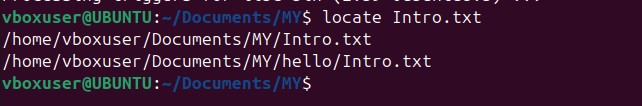 vboxuser@UBUNTU:~/Documents/MY$ locate Intro.txt
/home/vboxuser/Documents/MY/Intro.txt
/home/vboxuser/Documents/MY/hello/Intro.txt
vboxuser@UBUNTU:~/Documents/MY$